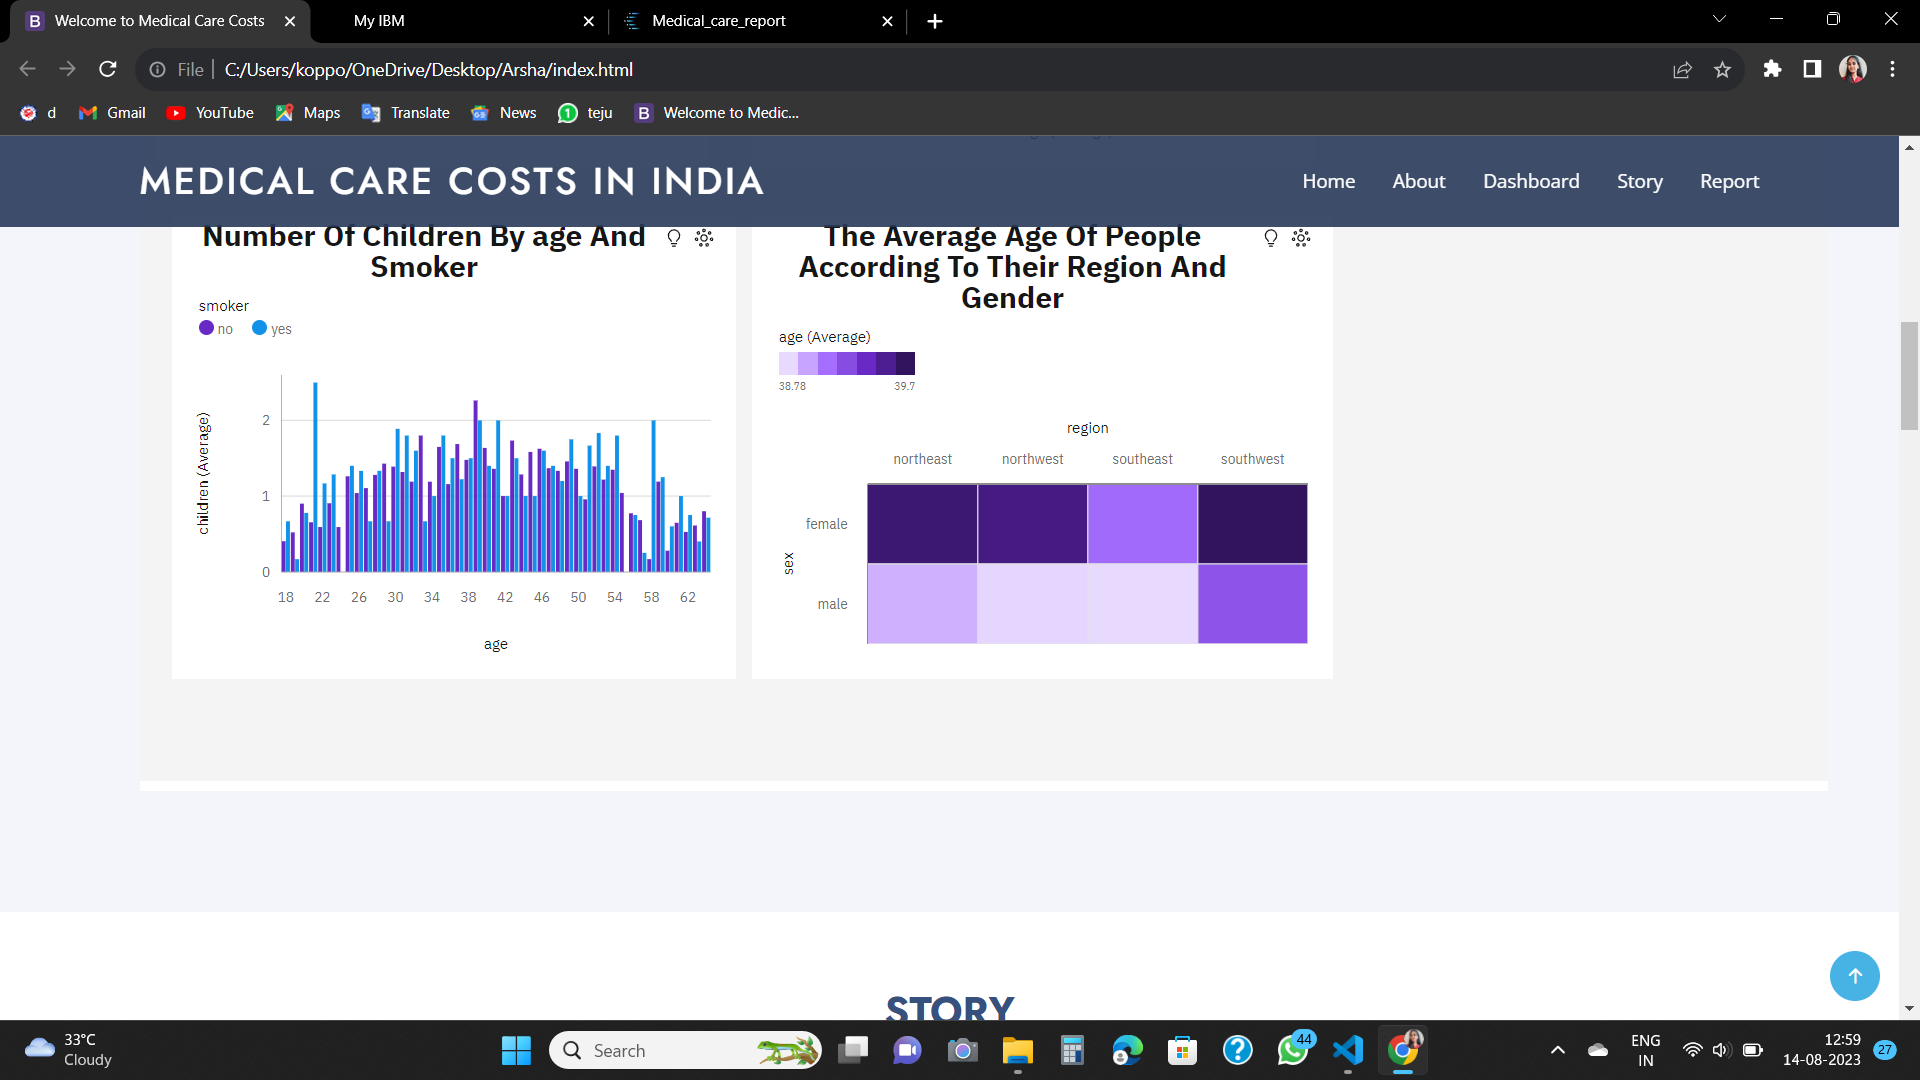 Welcome to Medical Care Costs
My IBM
Medical_care_report
File
C:/Users/koppo/OneDrive/Desktop/Arsha/index.html
d
Gmail
YouTube
Maps
Translate
News
1
teju
B
Welcome to Medic...
MEDICAL CARE COSTS IN INDIA
Home
About
Dashboard
Story
Report
Number Of Children By age And
Smoker
smoker
no
yes
children (Average)
2
1
0
18
22
26
30
34
38
42
46
50
54
58
62
age
The Average Age Of People
According To Their Region And
Gender
age (Average)
38.78
39.7
region
northeast
northwest
southeast
southwest
sex
female
male
STORY
33°C
Cloudy
Search
44
ENG
IN
12:59
14-08-2023
27